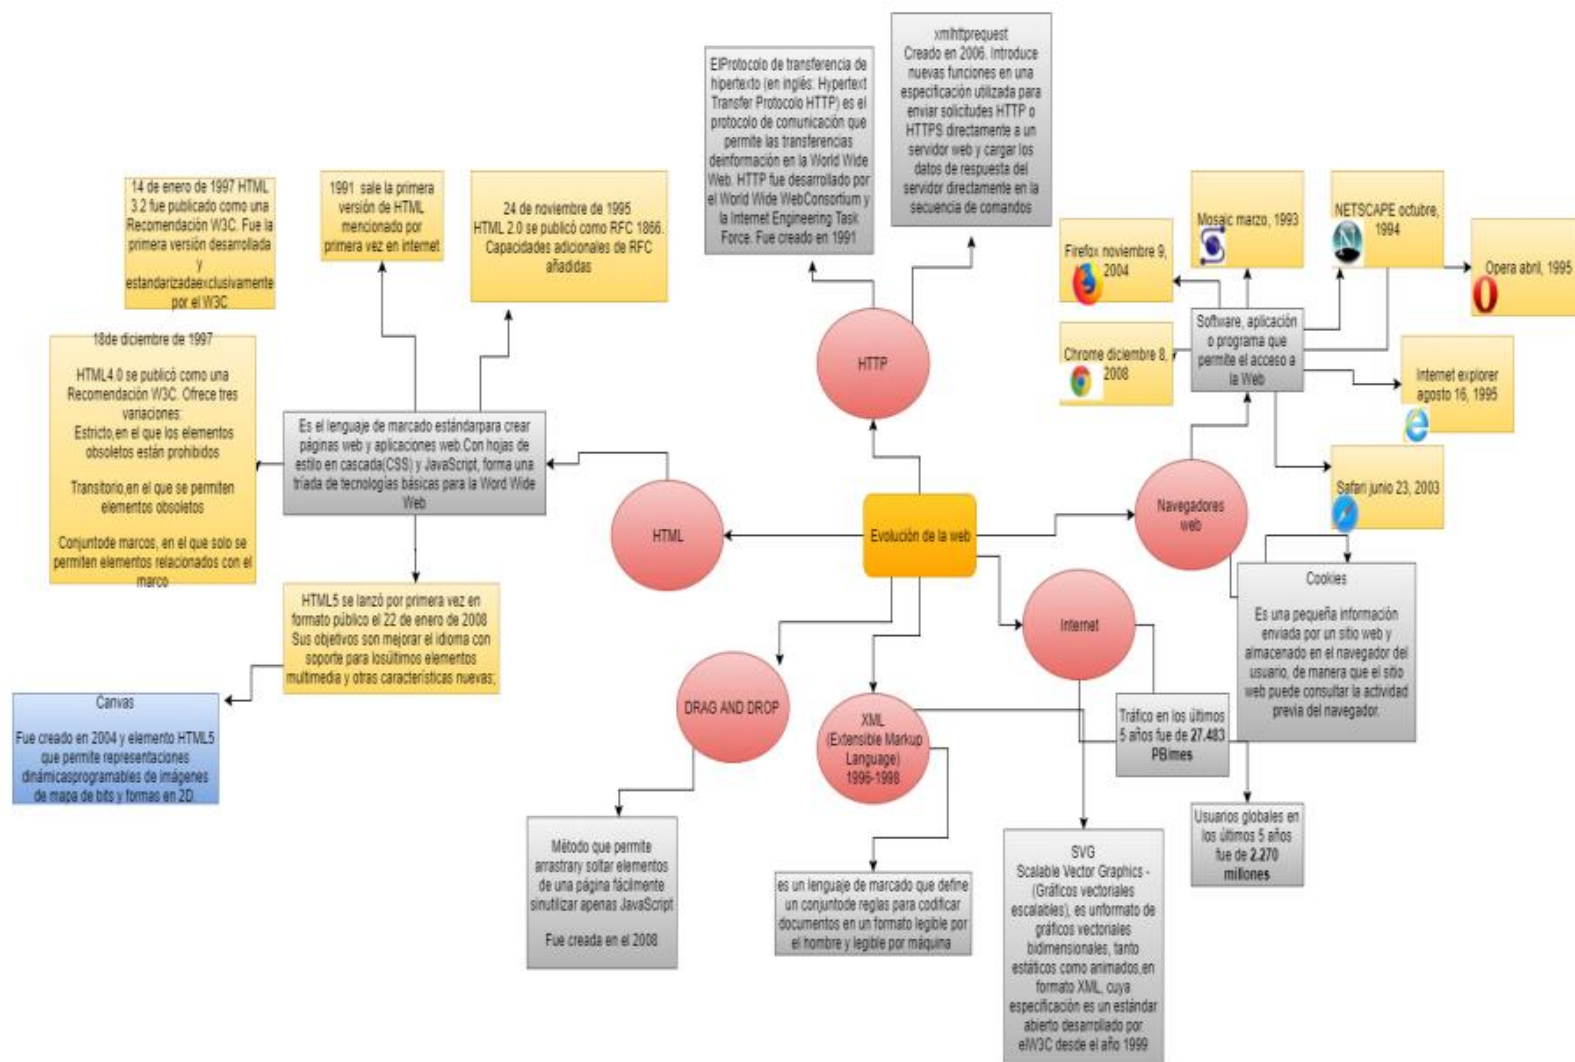 ElProtocolo de transferencia de
hipertexto (en inglés: Hypertext
Transfer Protocolo HTTP) es el
protocolo de comunicación que
permite las transferencias
deinformación en la World Wide
Web. HTTP fue desarrollado por
el World Wide WebConsortium y
la Internet Engineering Task
Force. Fue creado en 1991
xmlhttprequest
Creado en 2006. Introduce
nuevas funciones en una
especificación utilizada para
enviar solicitudes HTTP o
HTTPS directamente a un
servidor web y cargar los
datos de respuesta del
servidor directamente en la
secuencia de comandos
14 de enero de 1997 HTML
3.2 fue publicado como una
Recomendación W3C. Fue la
primera versión desarrollada
y
estandarizadaexclusivamente
por el W3C
1991 sale la primera
versión de HTML
mencionado por
primera vez en internet
24 de noviembre de 1995
HTML 2.0 se publicó como RFC 1866.
Capacidades adicionales de RFC
añadidas
Mosaic marzo, 1993
NETSCAPE octubre,
1994
Firefox noviembre 9,
2004
Opera abril, 1995
Software, aplicación
o programa que
permite el acceso a
la Web
Chrome diciembre 8,
2008
Internet explorer
agosto 16, 1995
Safari junio 23, 2003
HTTP
18de diciembre de 1997
HTML4.0 se publicó como una
Recomendación W3C. Ofrece tres
variaciones:
Estricto,en el que los elementos
obsoletos están prohibidos
Transitorio,en el que se permiten
elementos obsoletos
Conjuntode marcos, en el que solo se
permiten elementos relacionados con el
marco
Es el lenguaje de marcado estándarpara crear
páginas web y aplicaciones web.Con hojas de
estilo en cascada(CSS) y JavaScript, forma una
tríada de tecnologías básicas para la Word Wide
Web
HTML
Evolución de la web
Navegadores
web
Cookies
Es una pequeña información
enviada por un sitio web y
almacenado en el navegador del
usuario, de manera que el sitio
web puede consultar la actividad
previa del navegador.
HTML5 se lanzó por primera vez en
formato público el 22 de enero de 2008
Sus objetivos son mejorar el idioma con
soporte para losúltimos elementos
multimedia y otras características nuevas;
Internet
Canvas
Fue creado en 2004 y elemento HTML5
que permite representaciones
dinámicasprogramables de imágenes
de mapa de bits y formas en 2D.
DRAG AND DROP
XML
(Extensible Markup
Language)
1996-1998
Tráfico en los últimos
5 años fue de 27.483
PBimes
Usuarios globales en
los últimos 5 años
fue de 2.270
millones
Método que permite
arrastrary soltar elementos
de una página fácilmente
sinutilizar apenas JavaScript
Fue creada en el 2008
es un lenguaje de marcado que define
un conjuntode reglas para codificar
documentos en un formato legible por
el hombre y legible por máquina
SVG
Scalable Vector Graphics -
(Gráficos vectoriales
escalables), es unformato de
gráficos vectoriales
bidimensionales, tanto
estáticos como animados,en
formato XML, cuya
especificación es un estándar
abierto desarrollado por
elW3C desde el año 1999